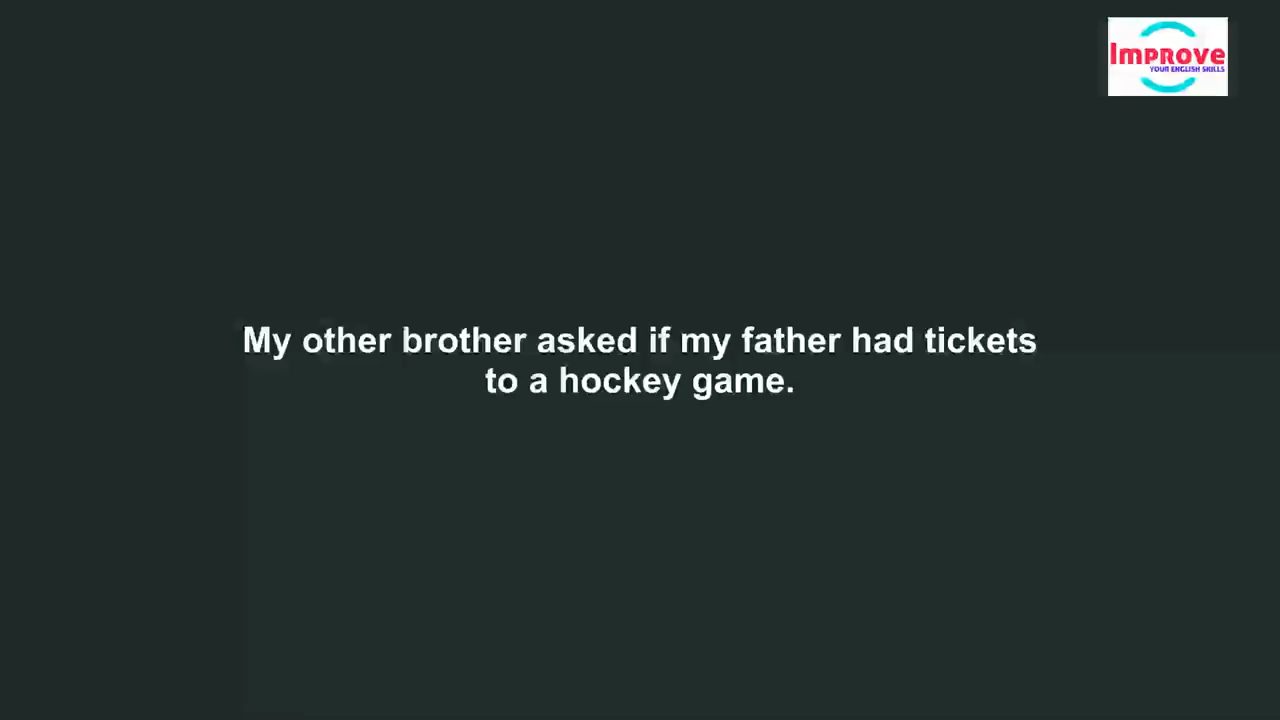 Improve
YOUR ENGLISH SKILLS
My other brother asked if my father had tickets
to a hockey game.